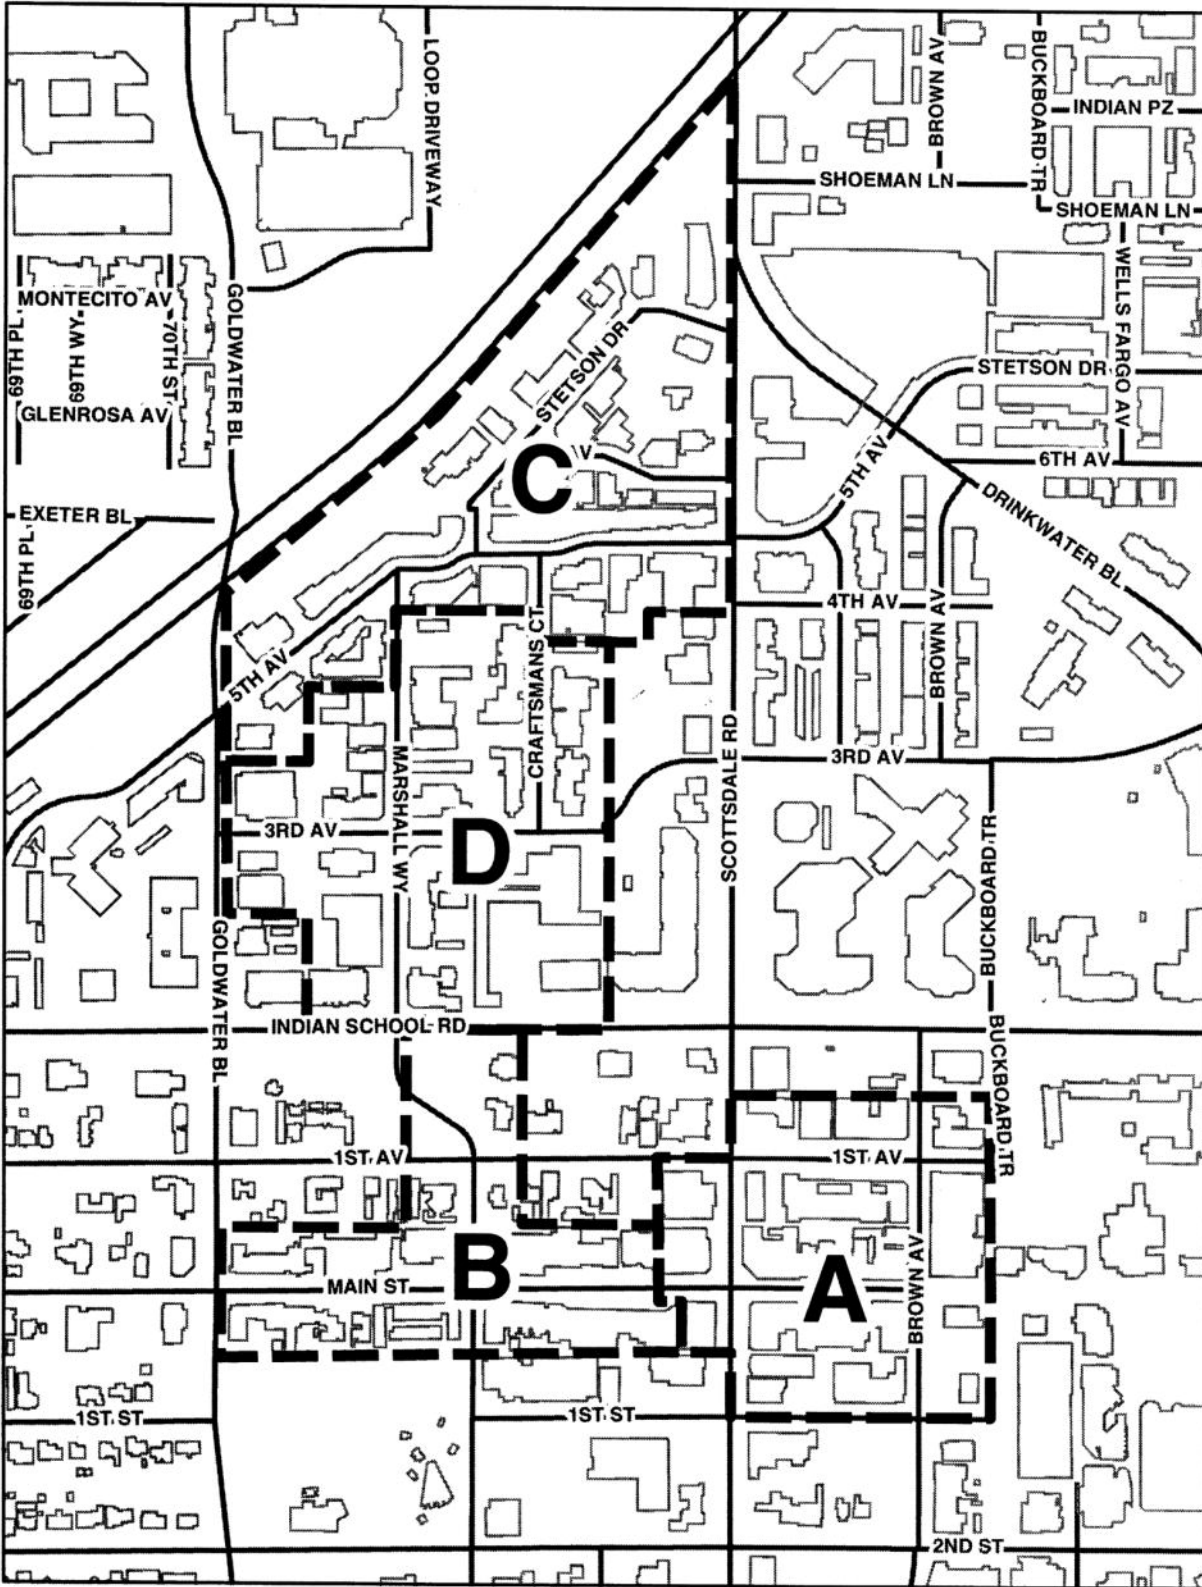 LOOP DRIVEWAY
BROWN AV
BUCKBOARD TR
INDIAN PZ
SHOEMAN LN
SHOEMAN LN
WELLS FARGO AV
MONTECITO AV
GOLDWATER BL
69TH PL
69TH WY
70TH ST
STETSON DR
STETSON DR
GLENROSA AV
C
V
5TH AV
6TH AV
EXETER BL
DRINKWATER BL
69TH PL
4TH AV
CRAFTSMANS CT
BROWN AV
5TH AV
MARSHALL WY
SCOTTSDALE RD
3RD AV
3RD AV
D
BUCKBOARD TR
GOLDWATER BL
INDIAN SCHOOL RD
BUCKBOARD TR
1ST AV
1ST AV
B
A
BROWN AV
MAIN ST
1ST ST
1ST ST
2ND ST